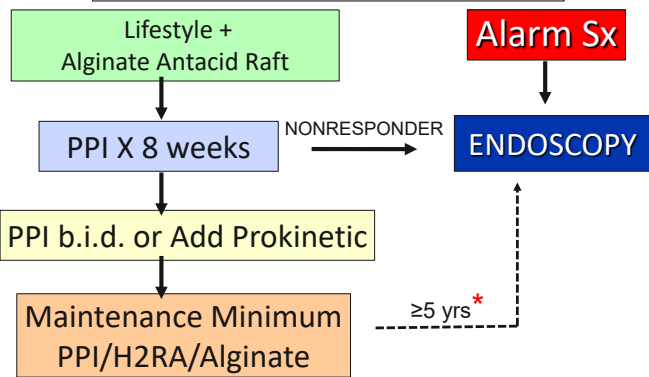 Lifestyle +
Alginate Antacid Raft
Alarm Sx
PPI X 8 weeks
NONRESPONDER
ENDOSCOPY
PPI b.i.d. or Add Prokinetic
Maintenance Minimum
PPI/H2RA/Alginate
≥5 yrs*